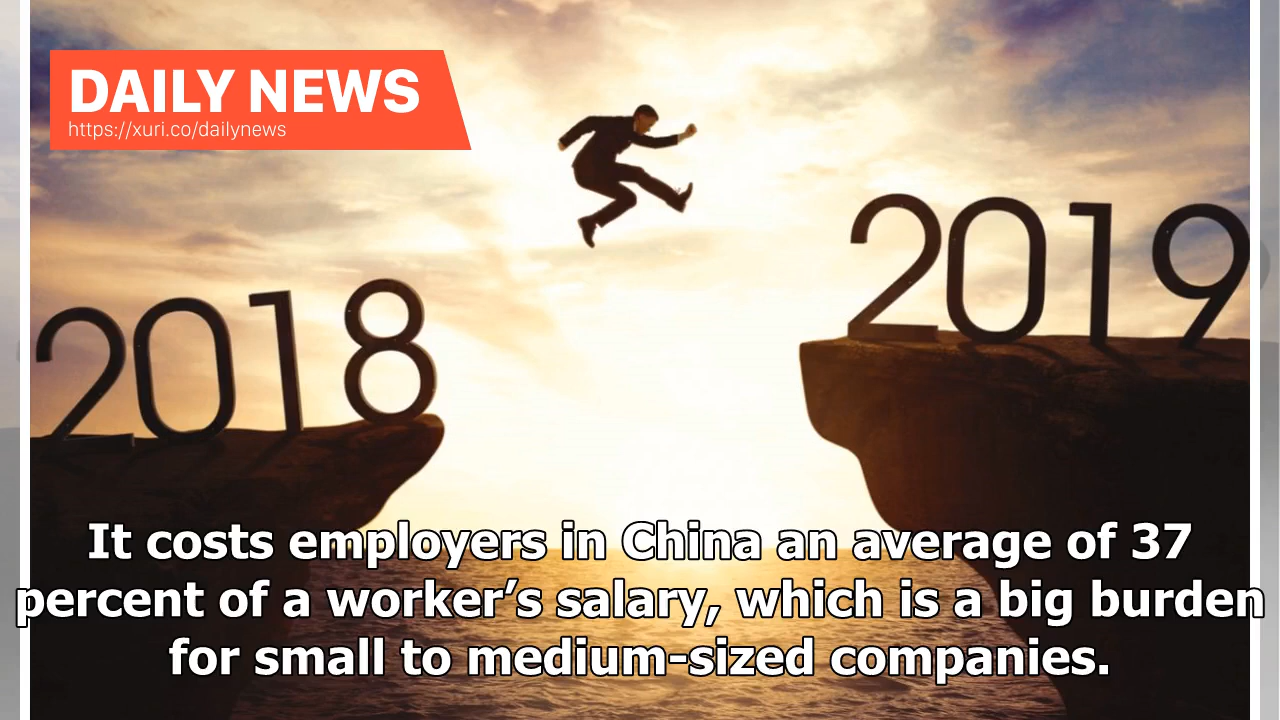 DAILY NEWS
https://xuri.co/dailynews
2018
2019
It costs employers in China an average of 37
percent of a worker’s salary, which is a big burden
for small to medium-sized companies.